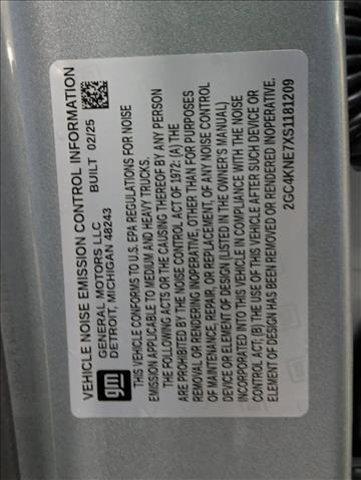 VEHICLE NOISE EMISSION CONTROL INFORMATION
gm
GENERAL MOTORS LLC BUILT 02/25
DETROIT, MICHIGAN 48243
THIS VEHICLE CONFORMS TO U.S. EPA REGULATIONS FOR NOISE
EMISSION APPLICABLE TO MEDIUM AND HEAVY TRUCKS.
THE FOLLOWING ACTS OR THE CAUSING THEREOF BY ANY PERSON
ARE PROHIBITED BY THE NOISE CONTROL ACT OF 1972: (A) THE
REMOVAL OR RENDERING INOPERATIVE, OTHER THAN FOR PURPOSES
OF MAINTENANCE, REPAIR, OR REPLACEMENT, OF ANY NOISE CONTROL
DEVICE OR ELEMENT OF DESIGN (LISTED IN THE OWNER'S MANUAL)
INCORPORATED INTO THIS VEHICLE IN COMPLIANCE WITH THE NOISE
CONTROL ACT; (B) THE USE OF THIS VEHICLE AFTER SUCH DEVICE OR
ELEMENT OF DESIGN HAS BEEN REMOVED OR RENDERED INOPERATIVE.
2GC4KNE7XS1181209